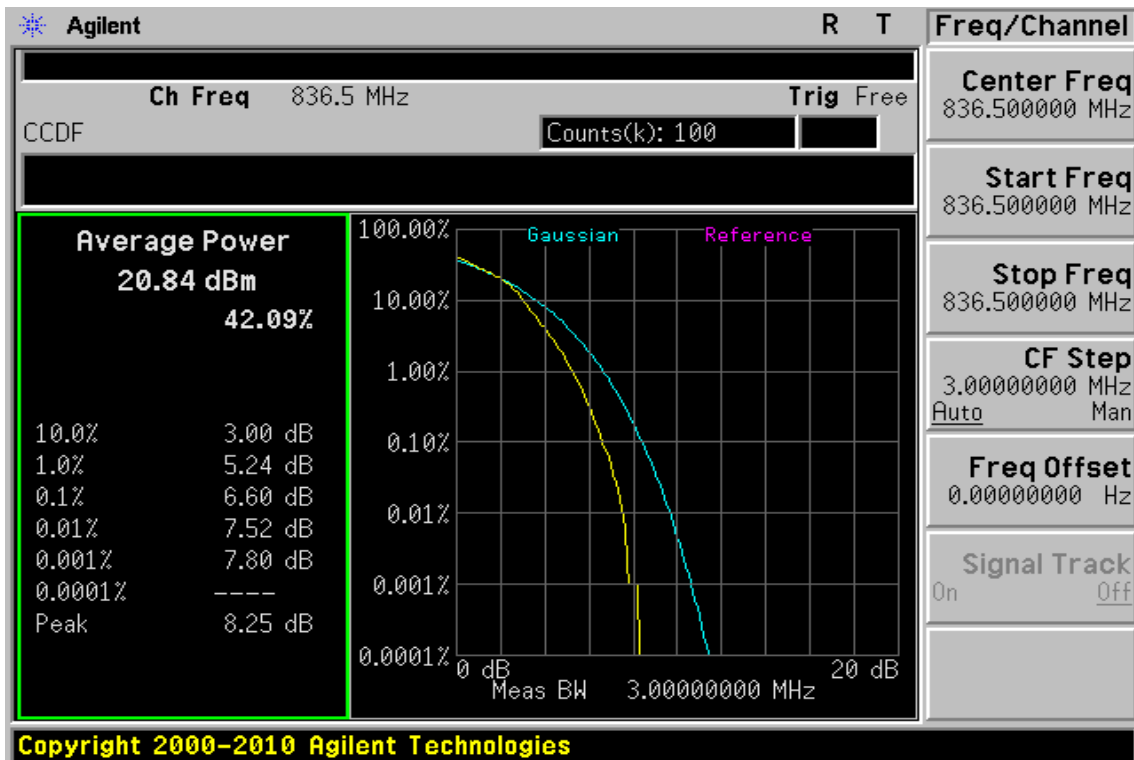 Agilent R T
Ch Freq 836.5 MHz Trig Free
CCDF Counts(k): 100
Average Power
20.84 dBm
42.09%
10.0% 3.00 dB
1.0% 5.24 dB
0.1% 6.60 dB
0.01% 7.52 dB
0.001% 7.80 dB
0.0001% ----
Peak 8.25 dB
Gaussian Reference
100.00%
10.00%
1.00%
0.10%
0.01%
0.001%
0.0001%
0 dB 20 dB
Meas BW 3.00000000 MHz
Freq/Channel
Center Freq
836.500000 MHz
Start Freq
836.500000 MHz
Stop Freq
836.500000 MHz
CF Step
3.00000000 MHz
Auto Man
Freq Offset
0.00000000 Hz
Signal Track
On Off
Copyright 2000-2010 Agilent Technologies